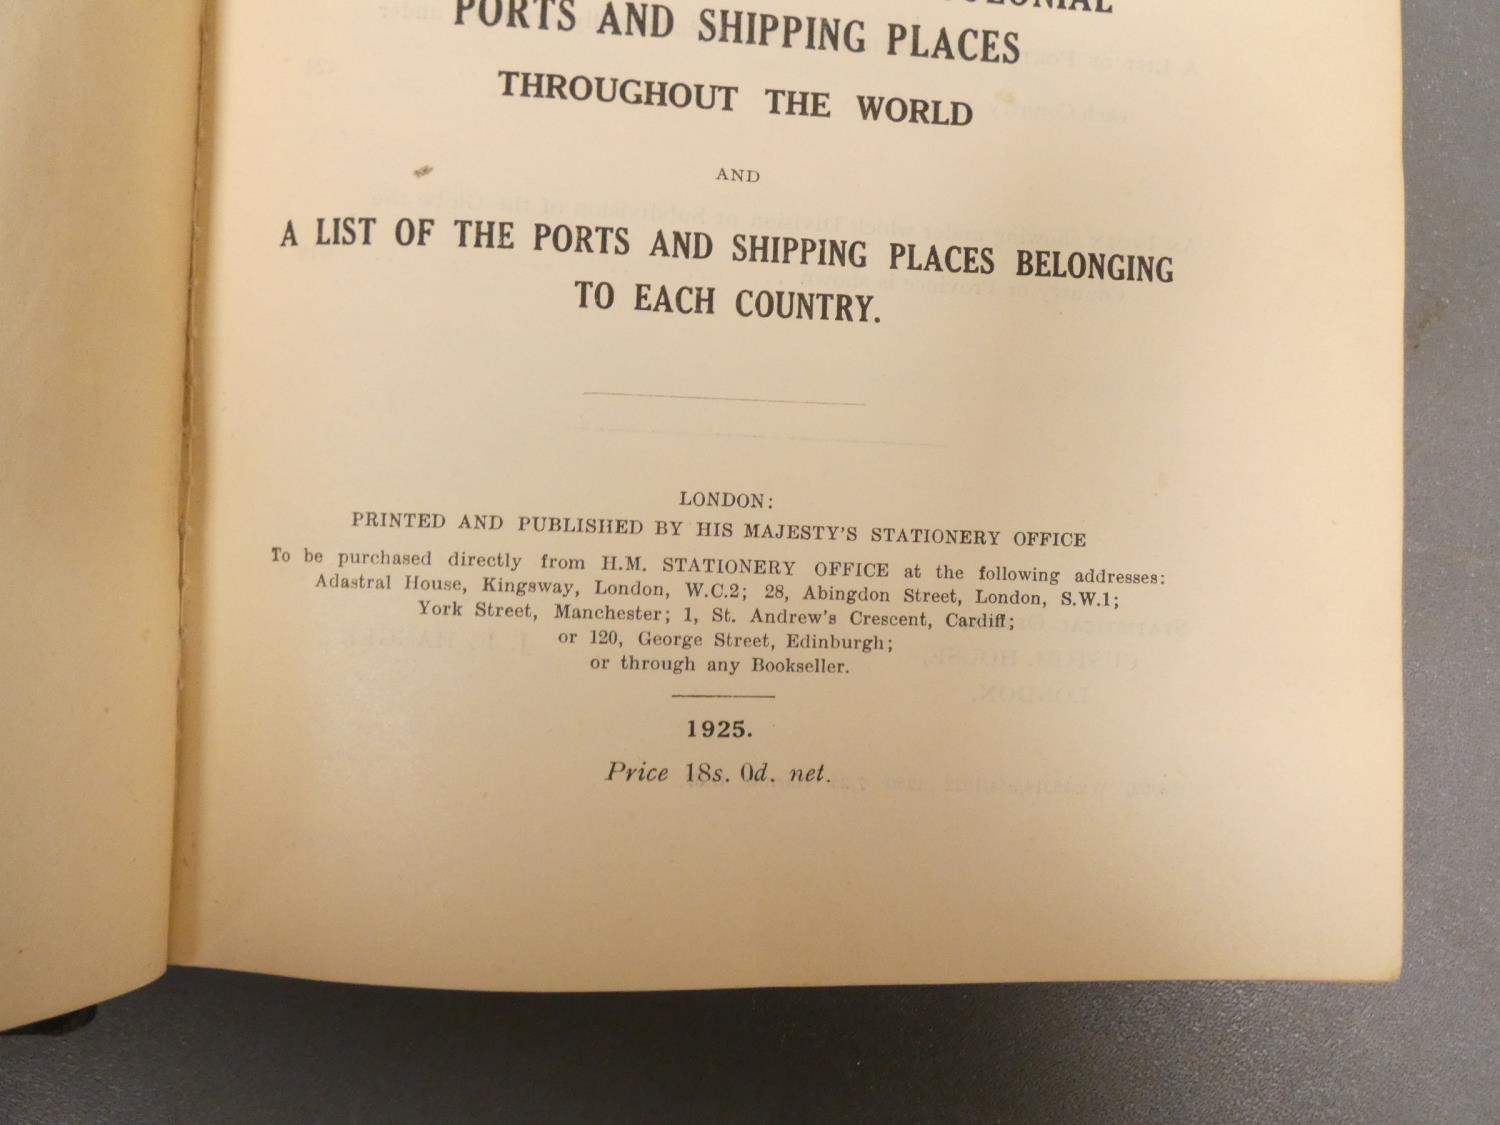 PORTS AND SHIPPING PLACES
THROUGHOUT THE WORLD
AND
A LIST OF THE PORTS AND SHIPPING PLACES BELONGING
TO EACH COUNTRY.
LONDON:
PRINTED AND PUBLISHED BY HIS MAJESTY'S STATIONERY OFFICE
To be purchased directly from H.M. STATIONERY OFFICE at the following addresses:
Adastral House, Kingsway, London, W.C.2; 28, Abingdon Street, London, S.W.1;
York Street, Manchester; 1, St. Andrew's Crescent, Cardiff;
or 120, George Street, Edinburgh;
or through any Bookseller.
1925.
Price 18s. 0d. net.